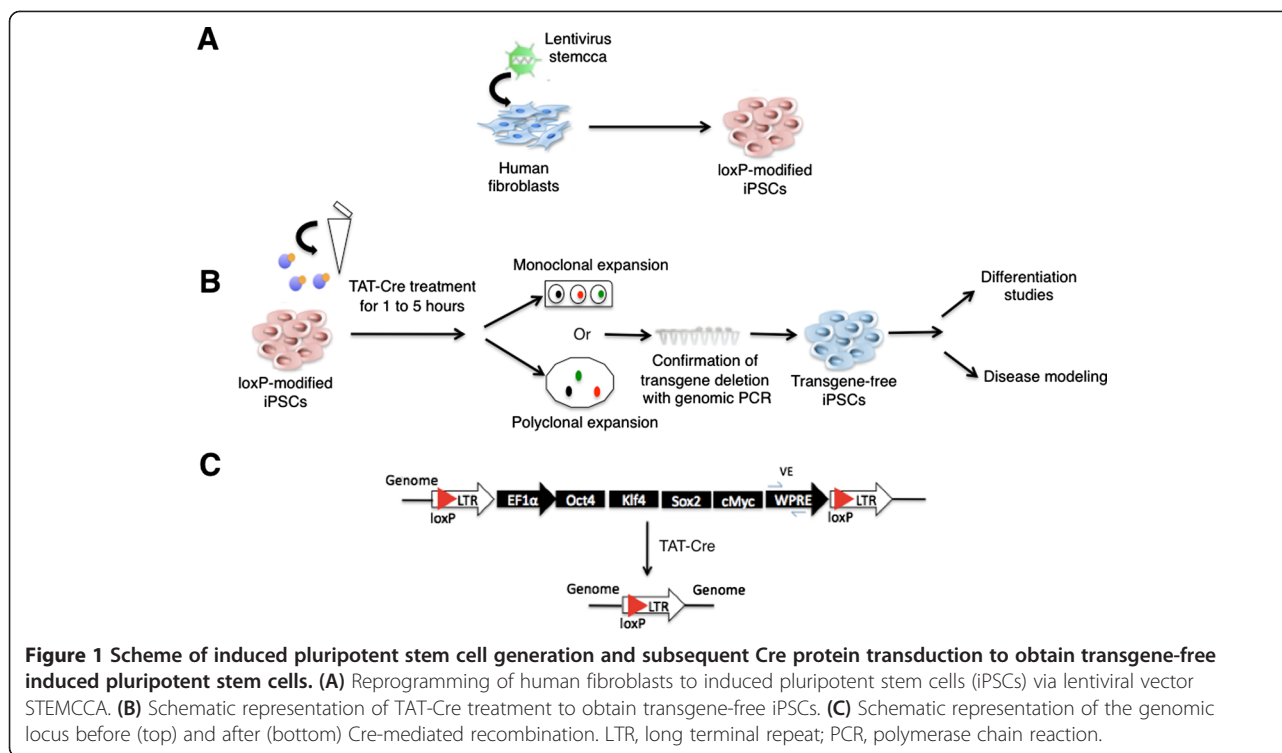 A
Lentivirus
stemcca
Human
fibroblasts
loxP-modified
iPSCs
B
TAT-Cre treatment
for 1 to 5 hours
loxP-modified
iPSCs
Monoclonal expansion
Or
Polyclonal expansion
Confirmation of
transgene deletion
with genomic PCR
Transgene-free
iPSCs
Differentiation
studies
Disease modeling
C
Genome
LTR
loxP
EF1α
Oct4
Klf4
Sox2
cMyc
VE
WPRE
LTR
loxP
TAT-Cre
Genome
LTR
loxP
Genome
Figure 1 Scheme of induced pluripotent stem cell generation and subsequent Cre protein transduction to obtain transgene-free
induced pluripotent stem cells. (A) Reprogramming of human fibroblasts to induced pluripotent stem cells (iPSCs) via lentiviral vector
STEMCCA. (B) Schematic representation of TAT-Cre treatment to obtain transgene-free iPSCs. (C) Schematic representation of the genomic
locus before (top) and after (bottom) Cre-mediated recombination. LTR, long terminal repeat; PCR, polymerase chain reaction.